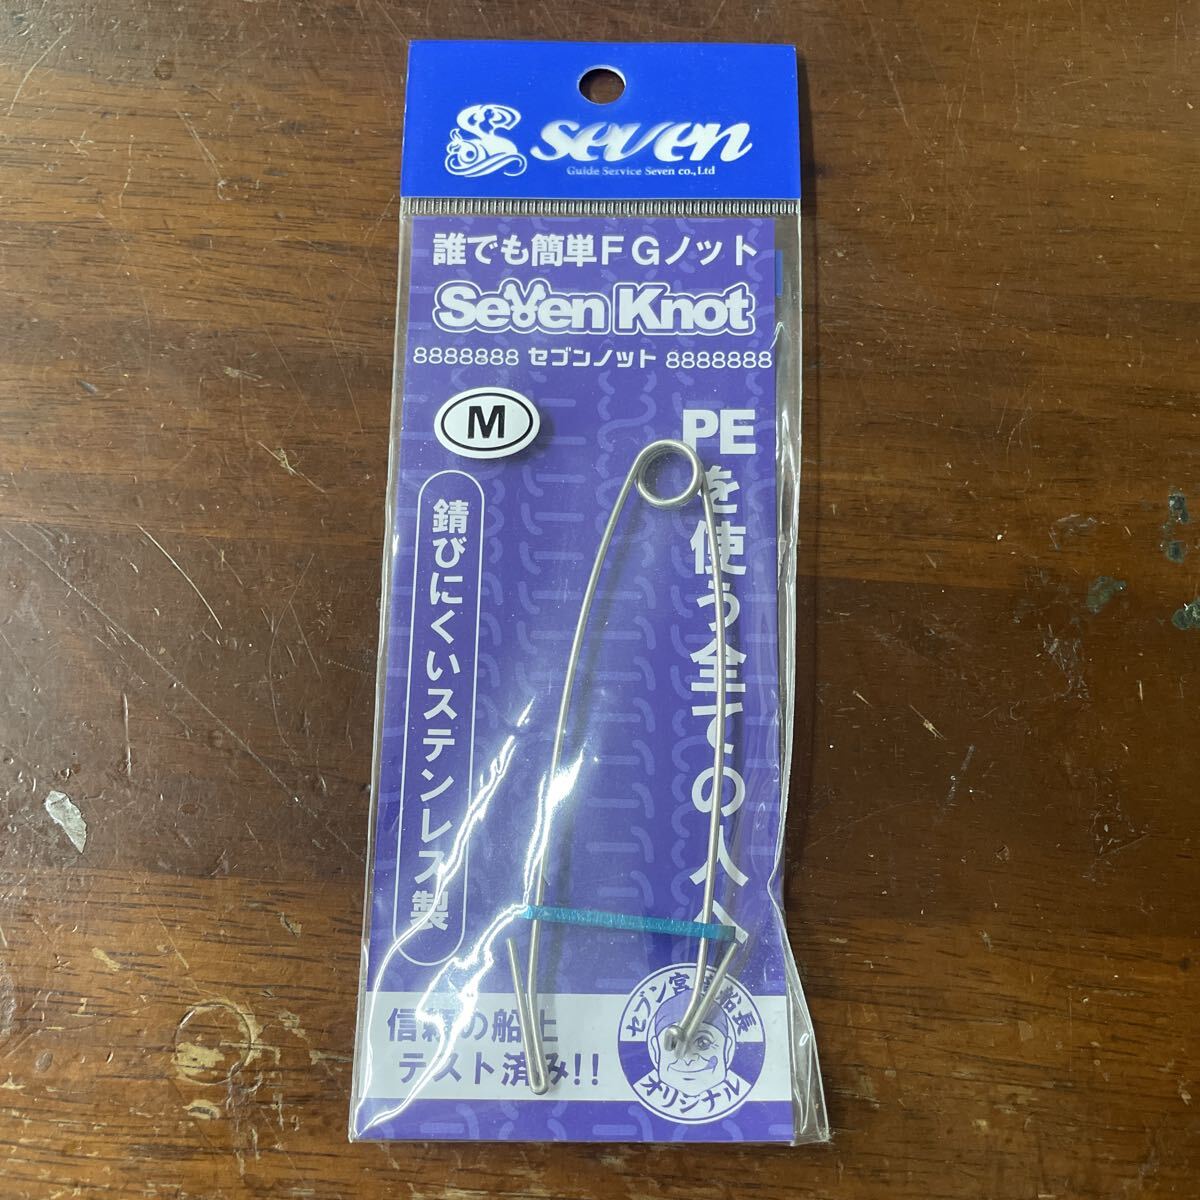 seven
Guide Service Seven co.,Ltd
誰でも簡単FGノット
Seven Knot
8888888 セブンノット 8888888
M
PEを使う全ての人へ
錆びにくいステンレス製
信頼の船上
テスト済み!!
セブン宮 船長
オリジナル